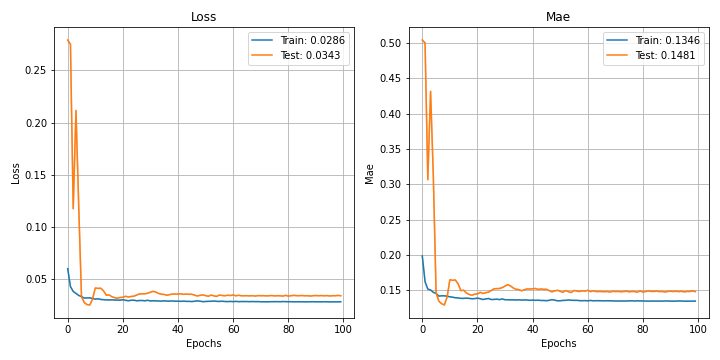 Loss
Train: 0.0286
Test: 0.0343
0.25
0.20
0.15
0.10
0.05
Loss
0 20 40 60 80 100
Epochs
Mae
Train: 0.1346
Test: 0.1481
0.50
0.45
0.40
0.35
0.30
0.25
0.20
0.15
Mae
0 20 40 60 80 100
Epochs